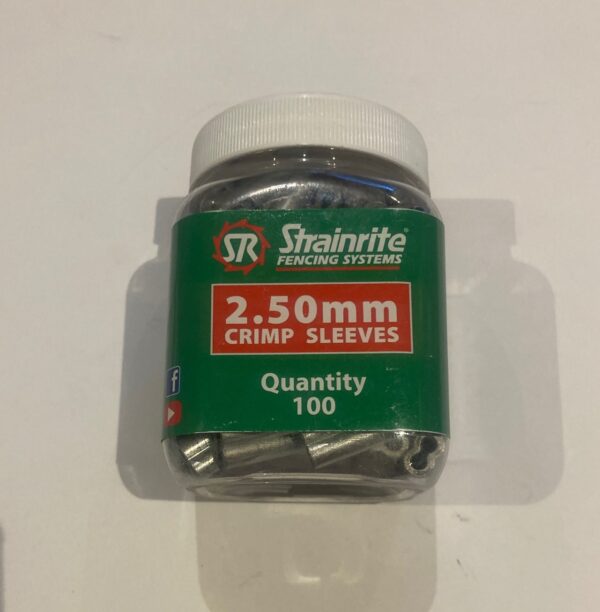 SR Strainrite®
FENCING SYSTEMS
2.50mm
CRIMP SLEEVES
Quantity
100
f